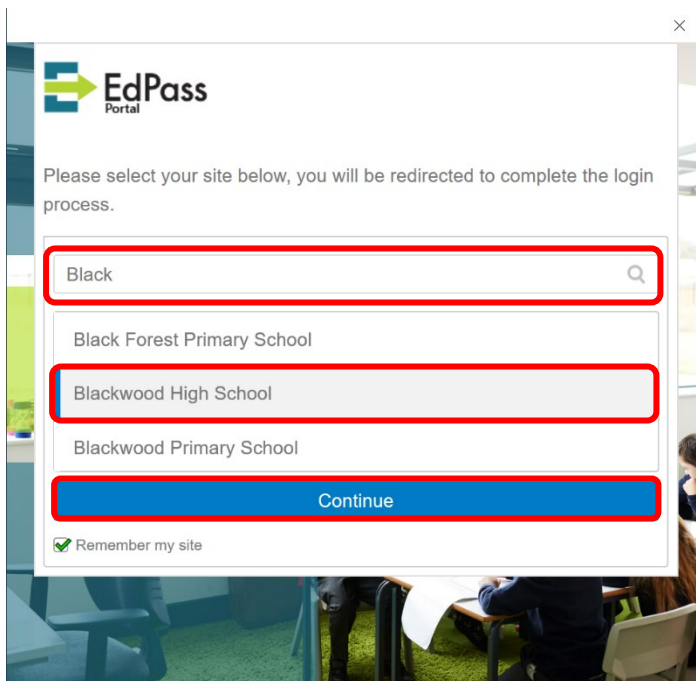 EdPass
Portal
Please select your site below, you will be redirected to complete the login
process.
Black
Black Forest Primary School
Blackwood High School
Blackwood Primary School
Continue
Remember my site